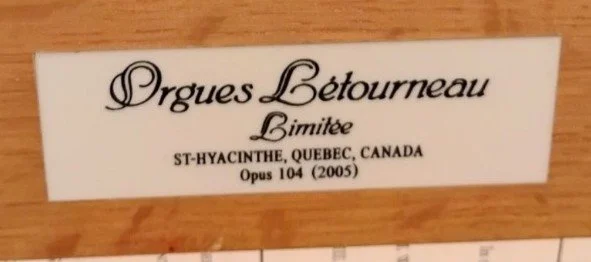 Orgues Létourneau
Limitée
ST-HYACINTHE, QUEBEC, CANADA
Opus 104 (2005)